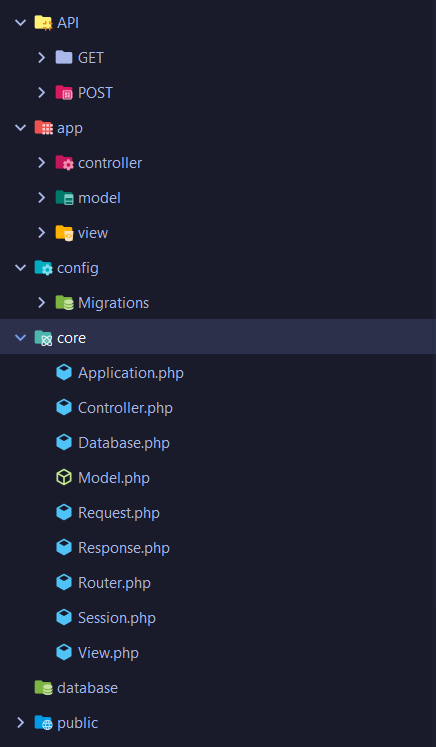 API
GET
POST
app
controller
model
view
config
Migrations
core
Application.php
Controller.php
Database.php
Model.php
Request.php
Response.php
Router.php
Session.php
View.php
database
public